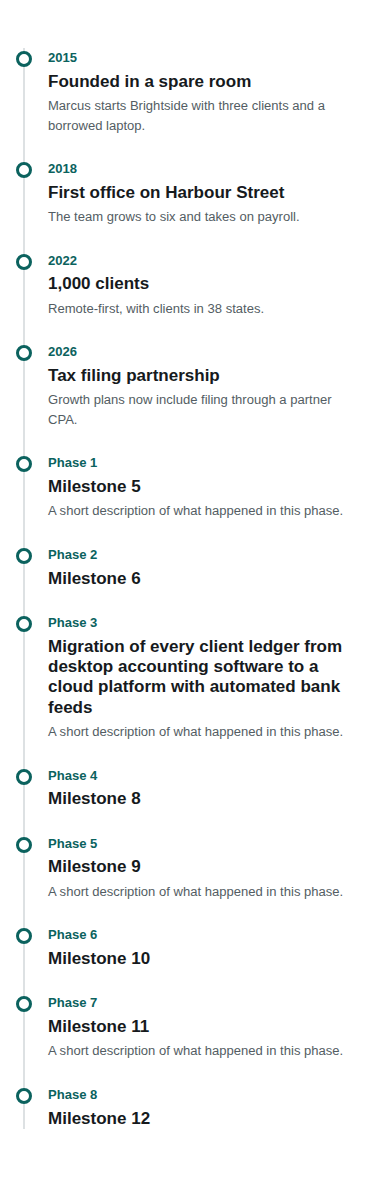 2015
Founded in a spare room
Marcus starts Brightside with three clients and a
borrowed laptop.
2018
First office on Harbour Street
The team grows to six and takes on payroll.
2022
1,000 clients
Remote-first, with clients in 38 states.
2026
Tax filing partnership
Growth plans now include filing through a partner
CPA.
Phase 1
Milestone 5
A short description of what happened in this phase.
Phase 2
Milestone 6
Phase 3
Migration of every client ledger from
desktop accounting software to a
cloud platform with automated bank
feeds
A short description of what happened in this phase.
Phase 4
Milestone 8
Phase 5
Milestone 9
A short description of what happened in this phase.
Phase 6
Milestone 10
Phase 7
Milestone 11
A short description of what happened in this phase.
Phase 8
Milestone 12